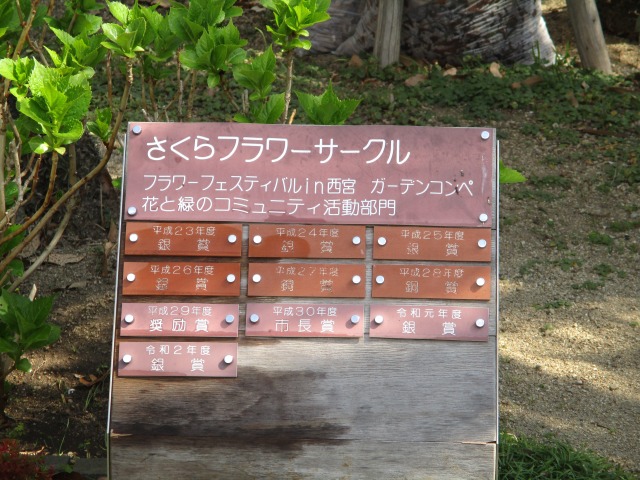 さくらフラワーサークル
フラワーフェスティバルin西宮 ガーデンコンペ
花と緑のコミュニティ活動部門
平成23年度 平成24年度 平成25年度
銀賞 銀賞 銀賞
平成26年度 平成27年度 平成28年度
銀賞 銅賞 銅賞
平成29年度 平成30年度 令和元年度
奨励賞 市長賞 銀賞
令和2年度
銀賞